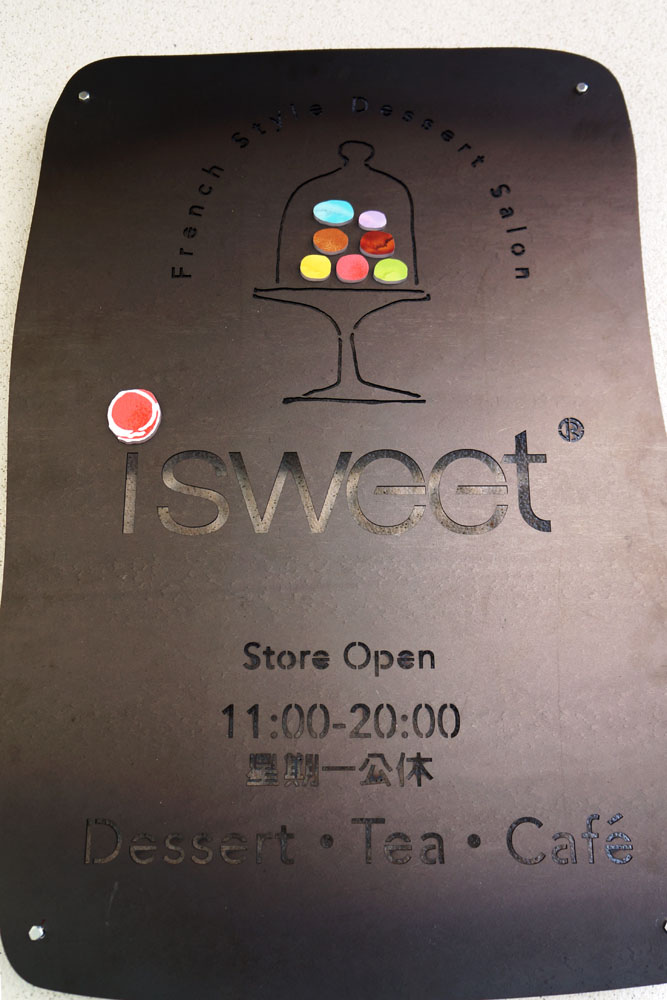 French Style Dessert Salon
isweet®
Store Open
11:00-20:00
星期一公休
Dessert • Tea • Café